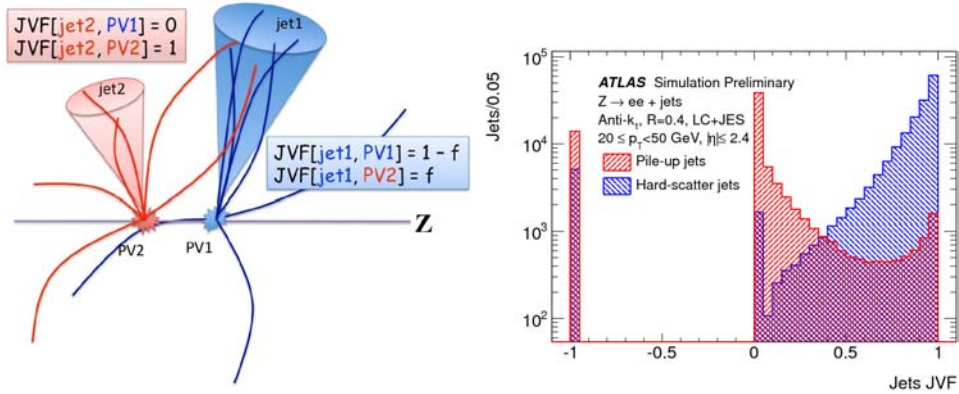 JVF[jet2, PV1] = 0
JVF[jet2, PV2] = 1
jet1
jet2
JVF[jet1, PV1] = 1 - f
JVF[jet1, PV2] = f
Z
PV2
PV1
Jets/0.05
10⁵
10⁴
10³
10²
ATLAS Simulation Preliminary
Z → ee + jets
Anti-k_T, R=0.4, LC+JES
20 ≤ p_T<50 GeV, |η|≤ 2.4
Pile-up jets
Hard-scatter jets
-1 -0.5 0 0.5 1
Jets JVF